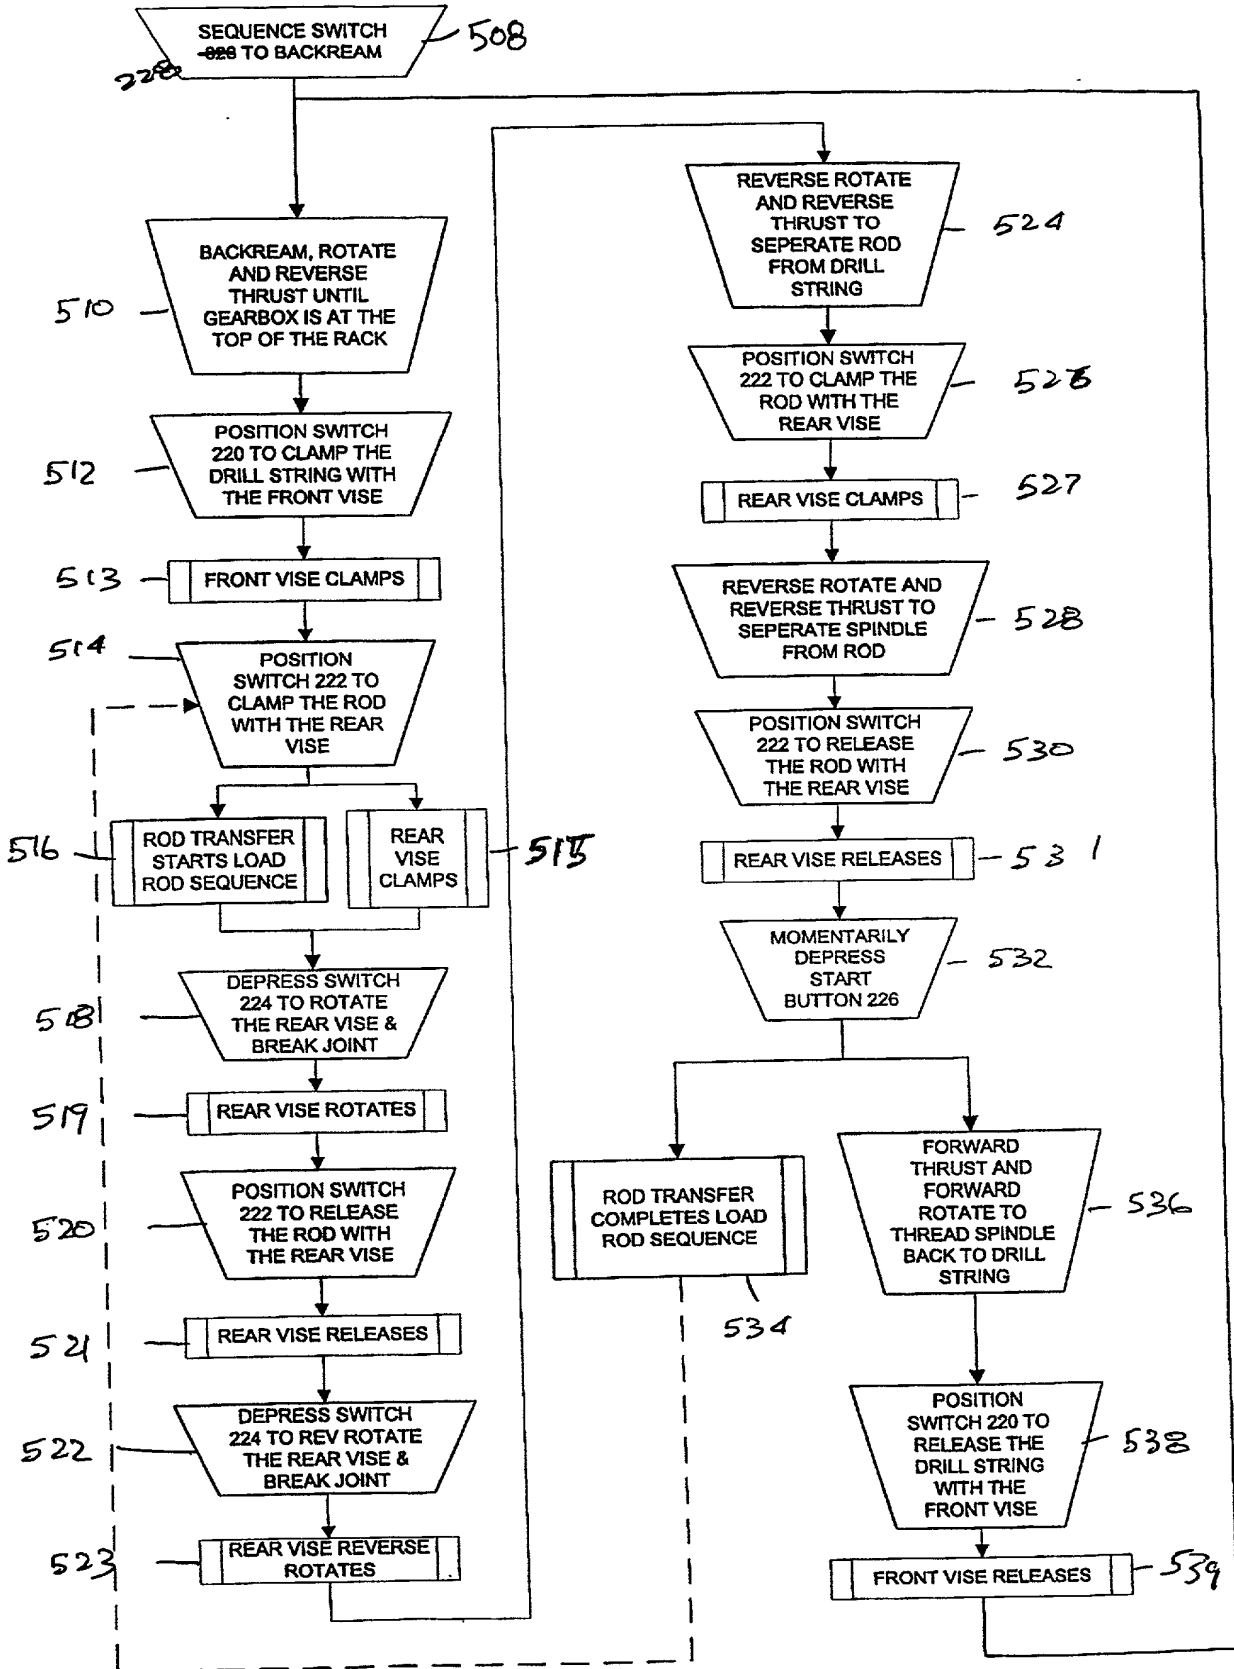 SEQUENCE SWITCH
228 TO BACKREAM
508
510
BACKREAM, ROTATE
AND REVERSE
THRUST UNTIL
GEARBOX IS AT THE
TOP OF THE RACK
512
POSITION SWITCH
220 TO CLAMP THE
DRILL STRING WITH
THE FRONT VISE
513
FRONT VISE CLAMPS
514
POSITION
SWITCH 222 TO
CLAMP THE ROD
WITH THE REAR
VISE
516
ROD TRANSFER
STARTS LOAD
ROD SEQUENCE
REAR
VISE
CLAMPS
515
518
DEPRESS SWITCH
224 TO ROTATE
THE REAR VISE &
BREAK JOINT
519
REAR VISE ROTATES
520
POSITION SWITCH
222 TO RELEASE
THE ROD WITH
THE REAR VISE
521
REAR VISE RELEASES
522
DEPRESS SWITCH
224 TO REV ROTATE
THE REAR VISE &
BREAK JOINT
523
REAR VISE REVERSE
ROTATES
REVERSE ROTATE
AND REVERSE
THRUST TO
SEPERATE ROD
FROM DRILL
STRING
524
POSITION SWITCH
222 TO CLAMP THE
ROD WITH THE
REAR VISE
526
REAR VISE CLAMPS
527
REVERSE ROTATE AND
REVERSE THRUST TO
SEPERATE SPINDLE
FROM ROD
528
POSITION SWITCH
222 TO RELEASE
THE ROD WITH
THE REAR VISE
530
REAR VISE RELEASES
531
MOMENTARILY
DEPRESS
START
BUTTON 226
532
ROD TRANSFER
COMPLETES LOAD
ROD SEQUENCE
534
FORWARD
THRUST AND
FORWARD
ROTATE TO
THREAD SPINDLE
BACK TO DRILL
STRING
536
POSITION
SWITCH 220 TO
RELEASE THE
DRILL STRING
WITH THE
FRONT VISE
538
FRONT VISE RELEASES
539